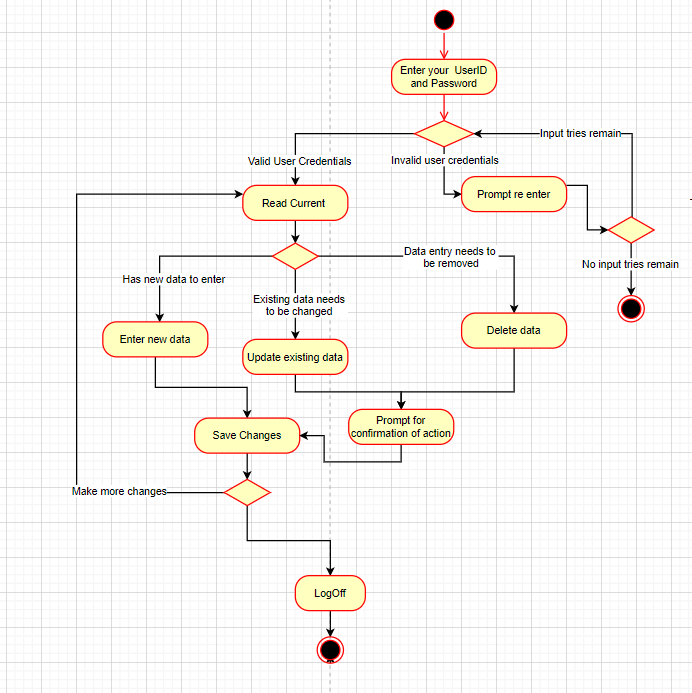 Enter your UserID
and Password
Input tries remain
Valid User Credentials
Invalid user credentials
Prompt re enter
Read Current
Data entry needs to
be removed
No input tries remain
Has new data to enter
Existing data needs
to be changed
Enter new data
Delete data
Update existing data
Prompt for
confirmation of action
Save Changes
Make more changes
LogOff